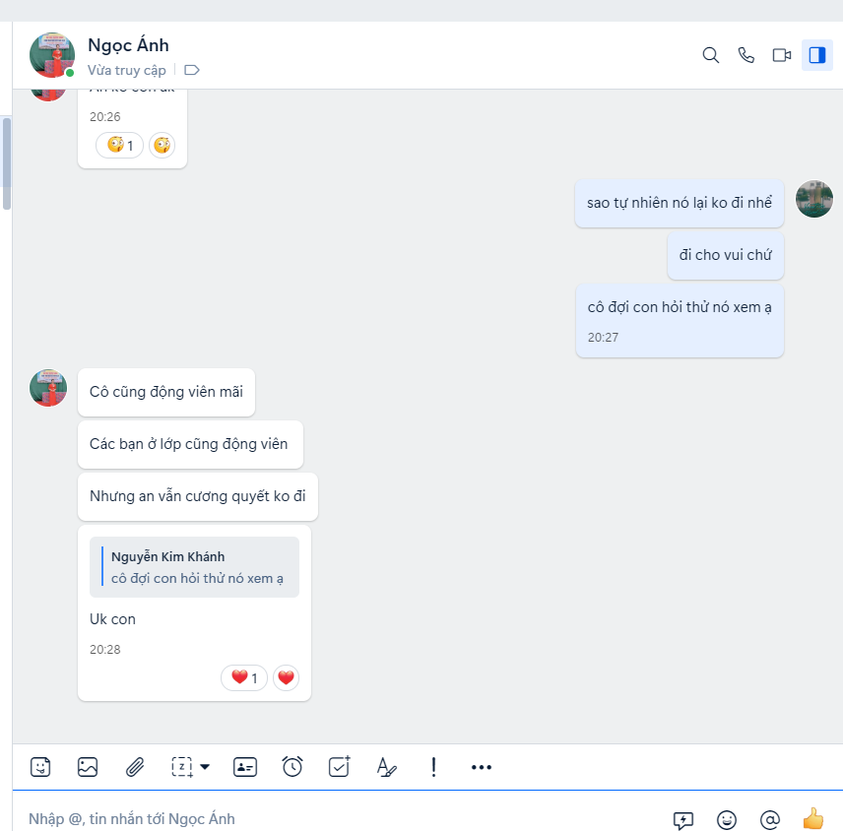 Ngọc Ánh
Vừa truy cập
20:26
1
sao tự nhiên nó lại ko đi nhể
đi cho vui chứ
cô đợi con hỏi thử nó xem ạ
20:27
Cô cũng động viên mãi
Các bạn ở lớp cũng động viên
Nhưng an vẫn cương quyết ko đi
Nguyễn Kim Khánh
cô đợi con hỏi thử nó xem ạ
Uk con
20:28
1
Nhập @, tin nhắn tới Ngọc Ánh